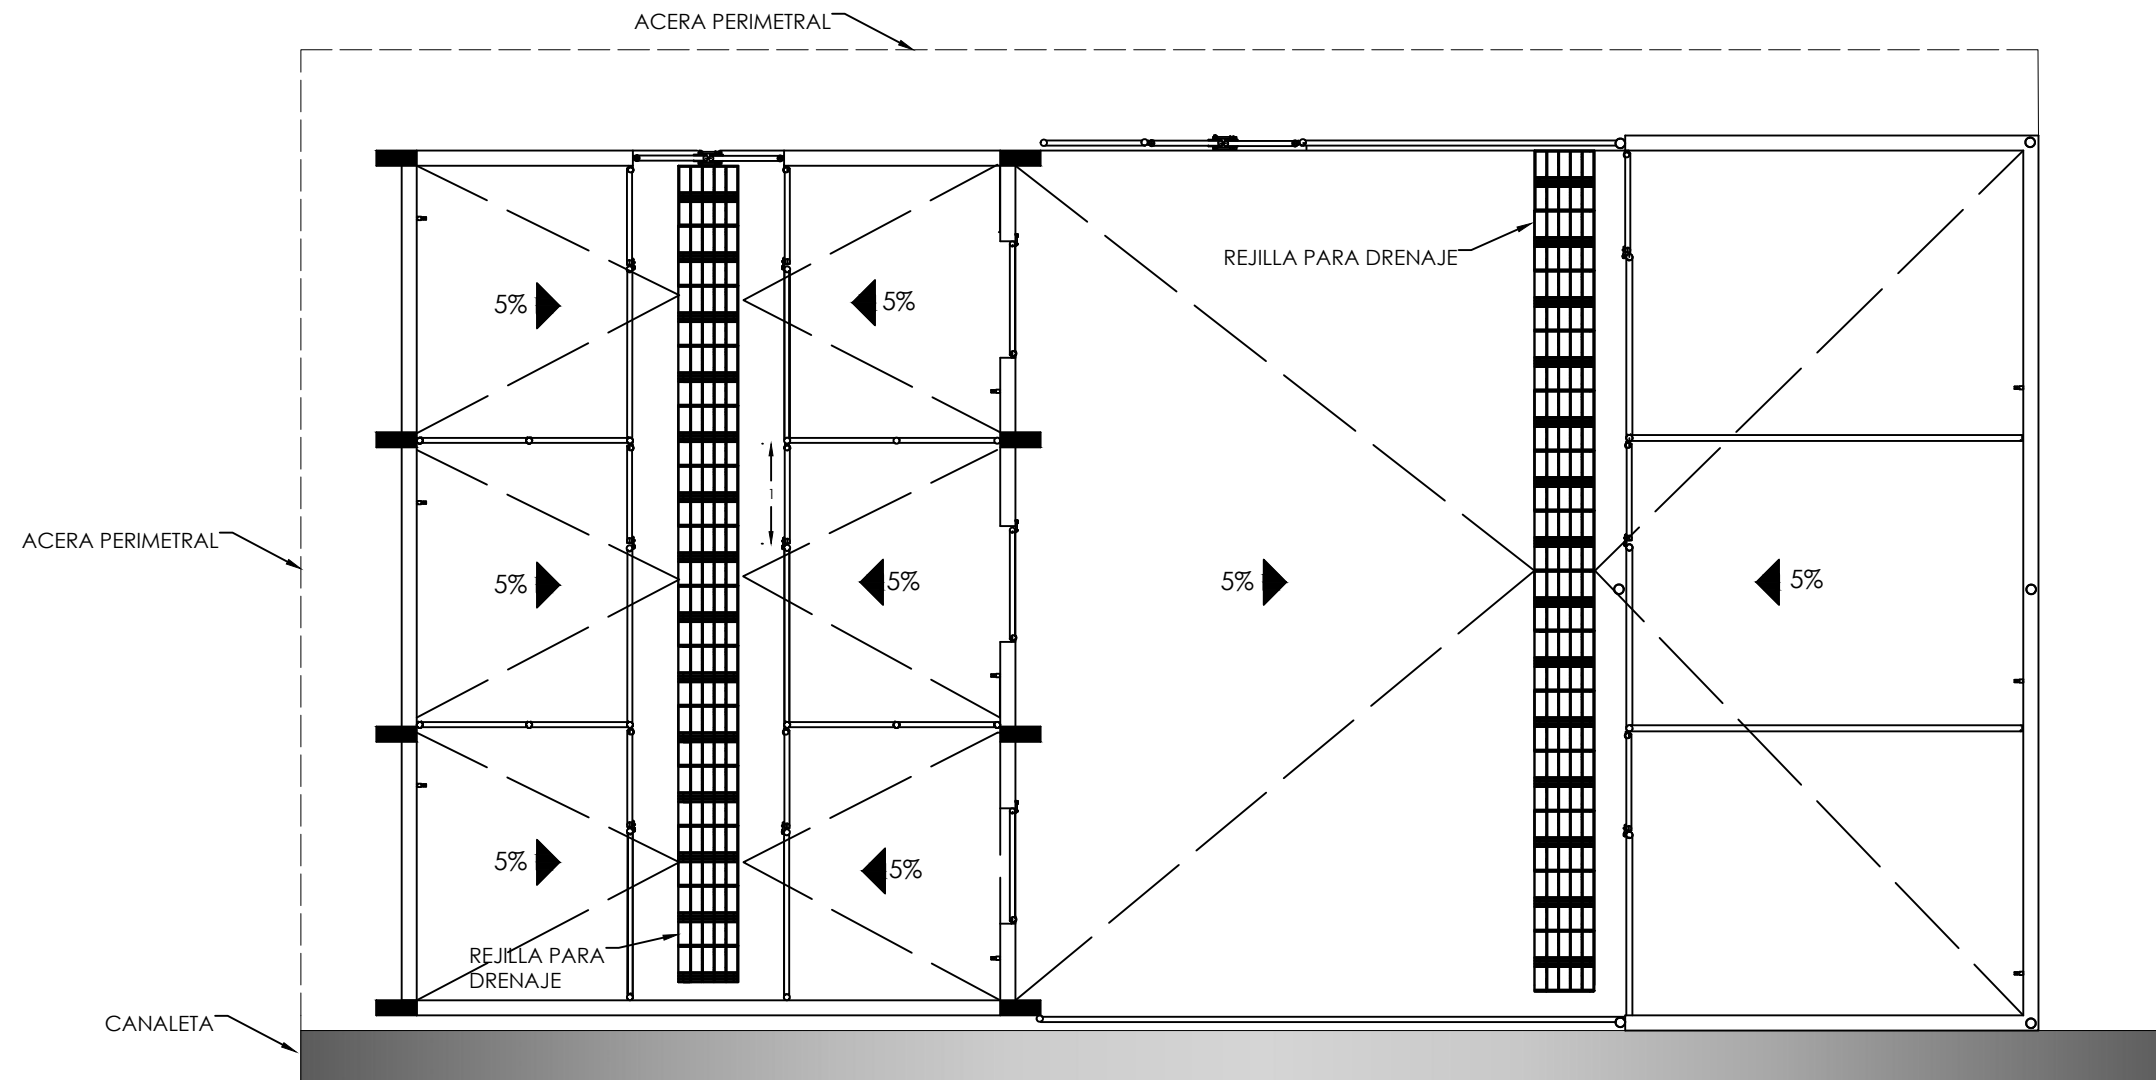 ACERA PERIMETRAL
REJILLA PARA DRENAJE
5%
5%
ACERA PERIMETRAL
5%
5%
5%
5%
5%
5%
REJILLA PARA
DRENAJE
CANALETA